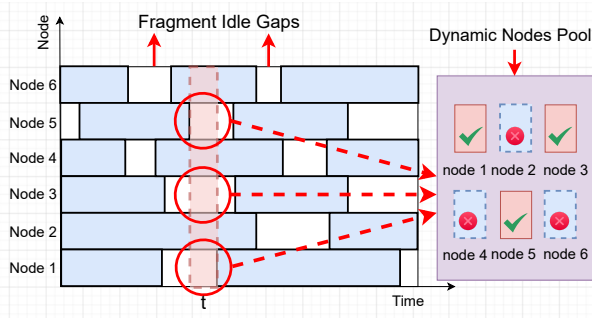 Fragment Idle Gaps
Dynamic Nodes Pool
Node
Node 6
Node 5
Node 4
Node 3
Node 2
Node 1
t
Time
node 1 node 2 node 3
node 4 node 5 node 6